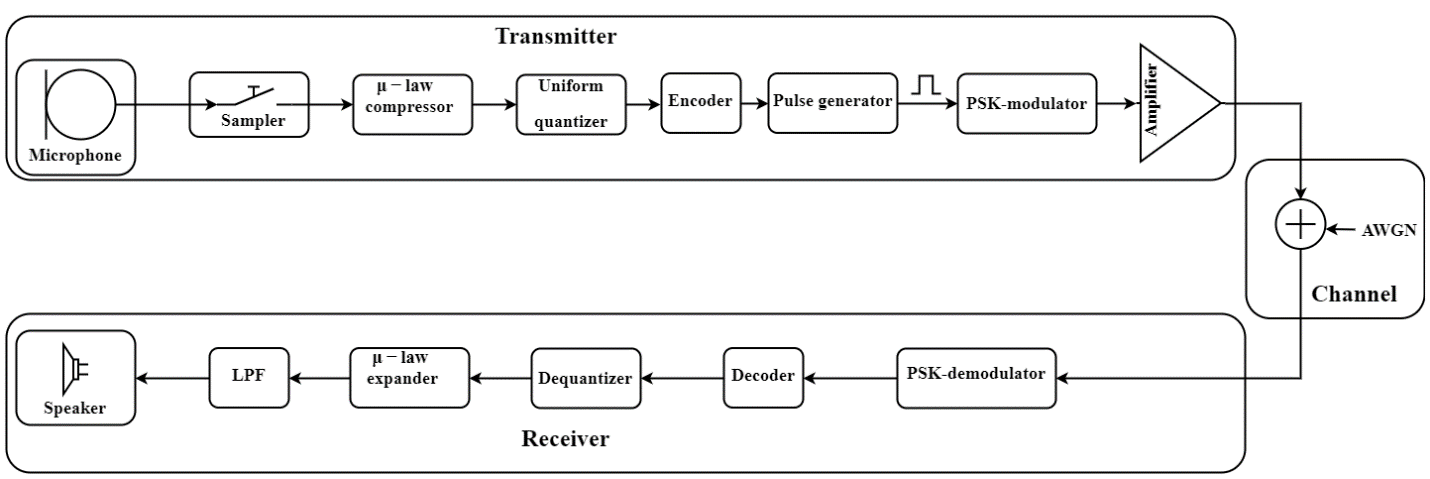 Transmitter
Microphone
Sampler
μ − law
compressor
Uniform
quantizer
Encoder
Pulse generator
PSK-modulator
Amplifier
AWGN
Channel
PSK-demodulator
Decoder
Dequantizer
μ − law
expander
LPF
Speaker
Receiver